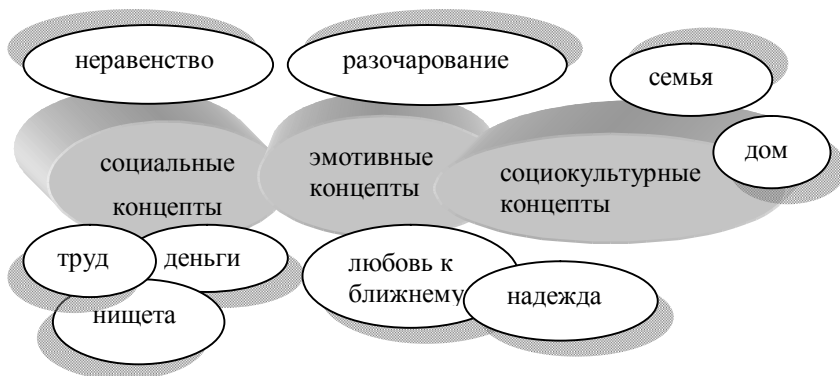 неравенство
разочарование
семья
дом
социальные
концепты
эмотивные
концепты
социокультурные
концепты
труд
деньги
нищета
любовь к
ближнему
надежда